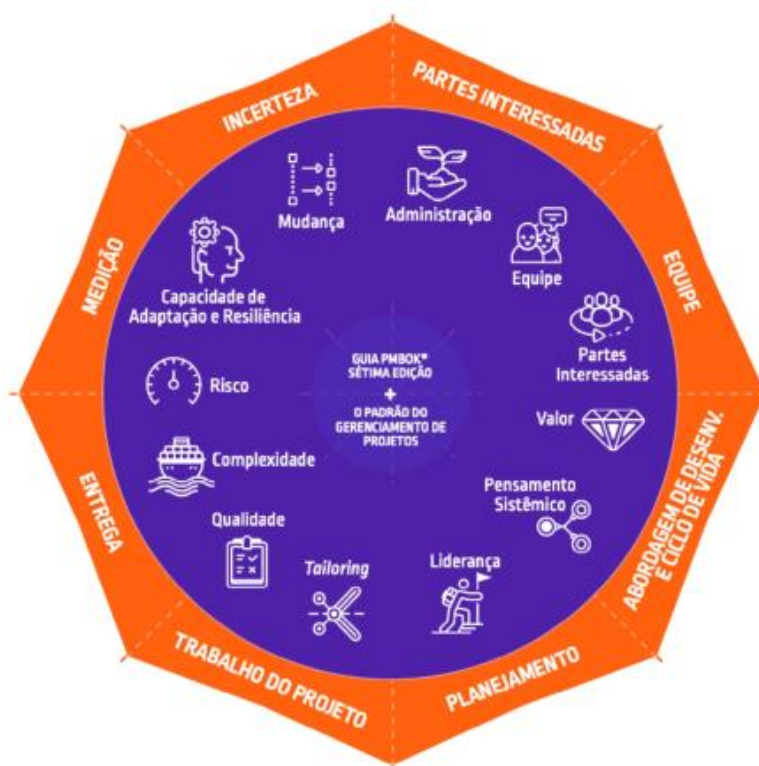 PARTES INTERESSADAS
EQUIPE
ABORDAGEM DE DESENV.
E CICLO DE VIDA
PLANEJAMENTO
TRABALHO DO PROJETO
ENTREGA
MEDIÇÃO
INCERTEZA
Administração
Equipe
Partes
Interessadas
Valor
Pensamento
Sistêmico
Liderança
Tailoring
Qualidade
Complexidade
Risco
Capacidade de
Adaptação e Resiliência
Mudança
GUIA PMBOK®
SÉTIMA EDIÇÃO
+
O PADRÃO DO
GERENCIAMENTO DE
PROJETOS